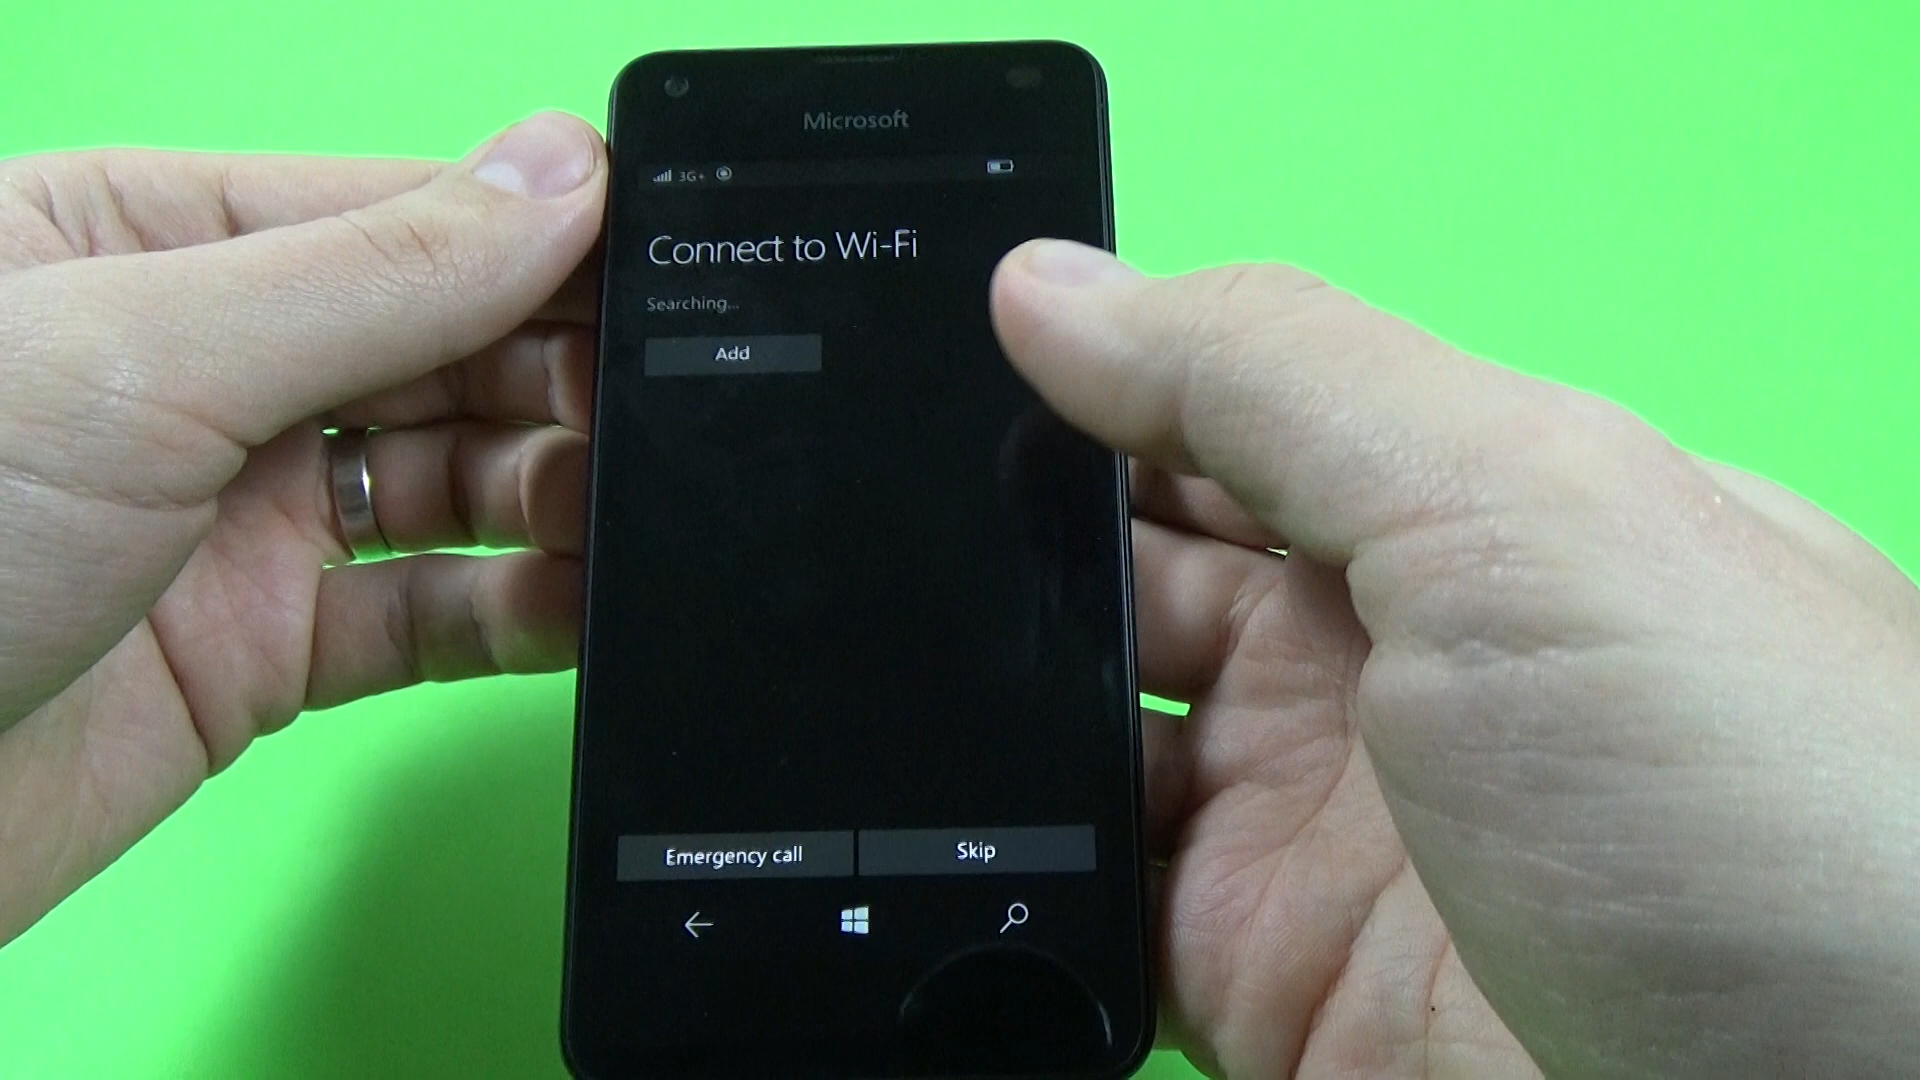 Microsoft
3G+
Connect to Wi-Fi
Searching...
Add
Emergency call
Skip